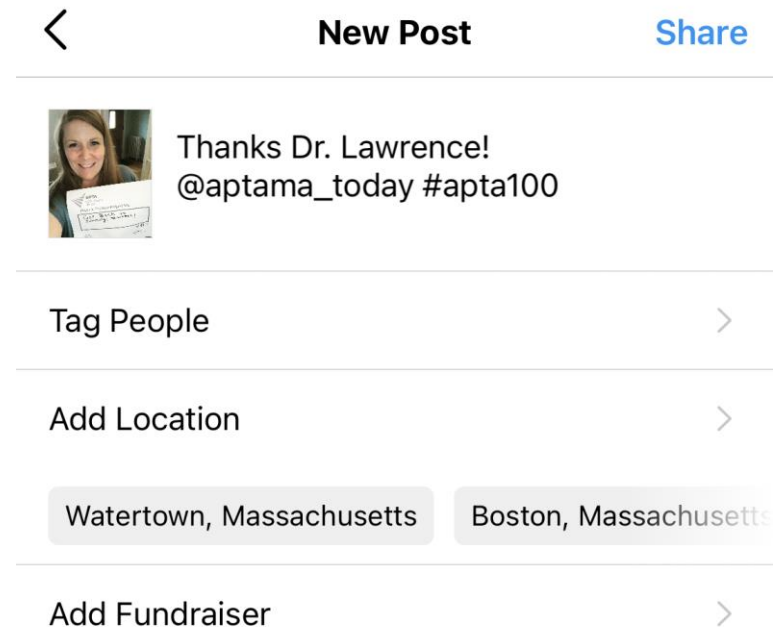 New Post
Share
Thanks Dr. Lawrence!
@aptama_today #apta100
Tag People
Add Location
Watertown, Massachusetts
Boston, Massachusetts
Add Fundraiser